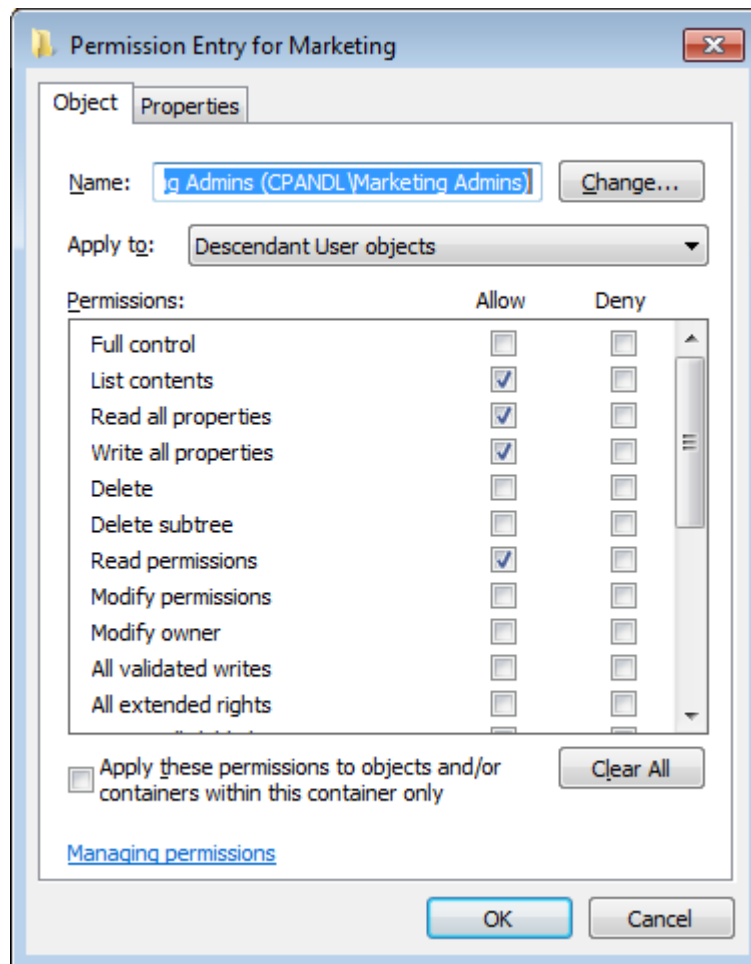 Permission Entry for Marketing
Object Properties
Name: g Admins (CPANDL\Marketing Admins) Change...
Apply to: Descendant User objects
Permissions: Allow Deny
Full control
List contents
Read all properties
Write all properties
Delete
Delete subtree
Read permissions
Modify permissions
Modify owner
All validated writes
All extended rights
Apply these permissions to objects and/or
containers within this container only
Clear All
Managing permissions
OK Cancel